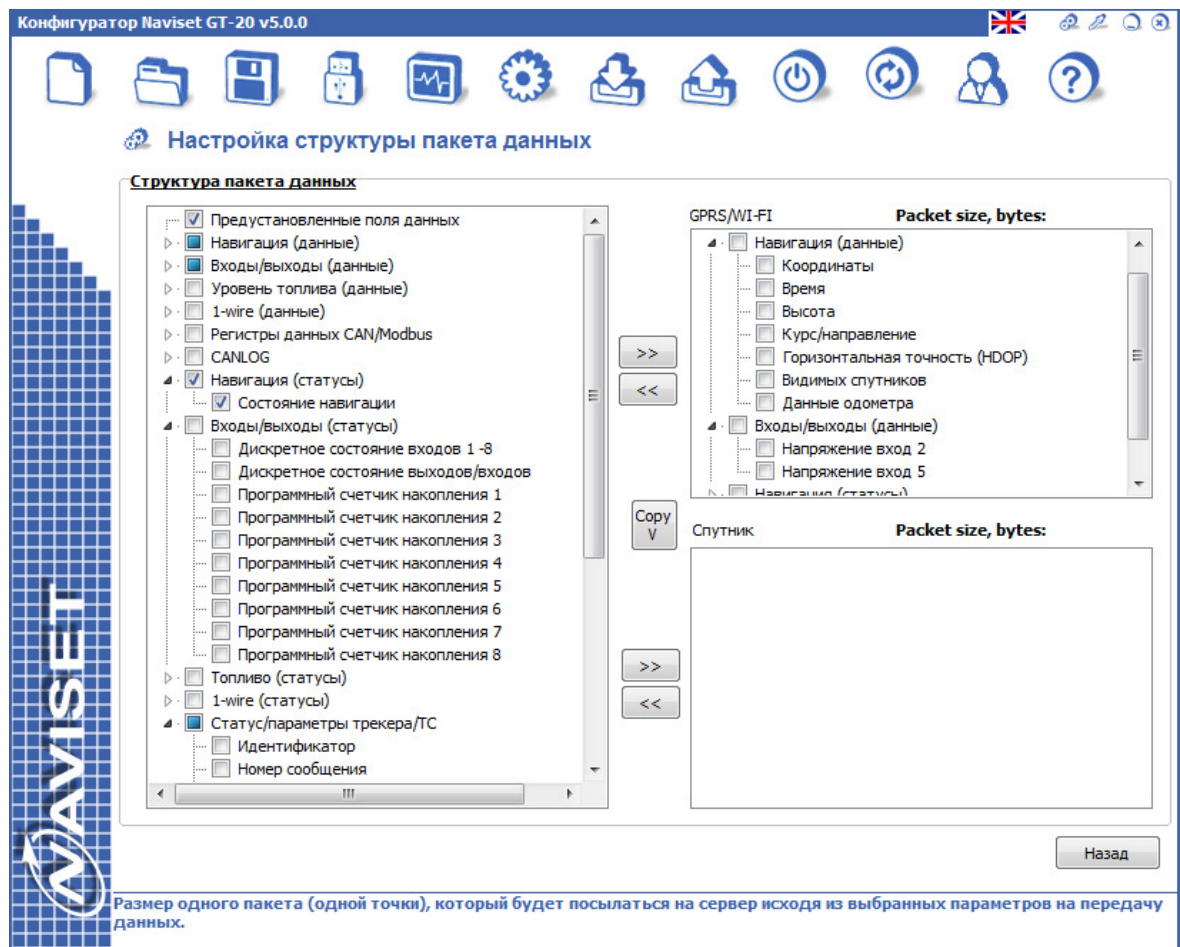 Конфигуратор Naviset GT-20 v5.0.0
Настройка структуры пакета данных
Структура пакета данных
Предустановленные поля данных
Навигация (данные)
Входы/выходы (данные)
Уровень топлива (данные)
1-wire (данные)
Регистры данных CAN/Modbus
CANLOG
Навигация (статусы)
Состояние навигации
Входы/выходы (статусы)
Дискретное состояние входов 1 -8
Дискретное состояние выходов/входов
Программный счетчик накопления 1
Программный счетчик накопления 2
Программный счетчик накопления 3
Программный счетчик накопления 4
Программный счетчик накопления 5
Программный счетчик накопления 6
Программный счетчик накопления 7
Программный счетчик накопления 8
Топливо (статусы)
1-wire (статусы)
Статус/параметры трекера/ТС
Идентификатор
Номер сообщения
>>
<<
Copy
V
>>
<<
GPRS/WI-FI Packet size, bytes:
Навигация (данные)
Координаты
Время
Высота
Курс/направление
Горизонтальная точность (HDOP)
Видимых спутников
Данные одометра
Входы/выходы (данные)
Напряжение вход 2
Напряжение вход 5
Навигация (статусы)
Спутник Packet size, bytes:
Назад
NAVISET
Размер одного пакета (одной точки), который будет посылаться на сервер исходя из выбранных параметров на передачу
данных.